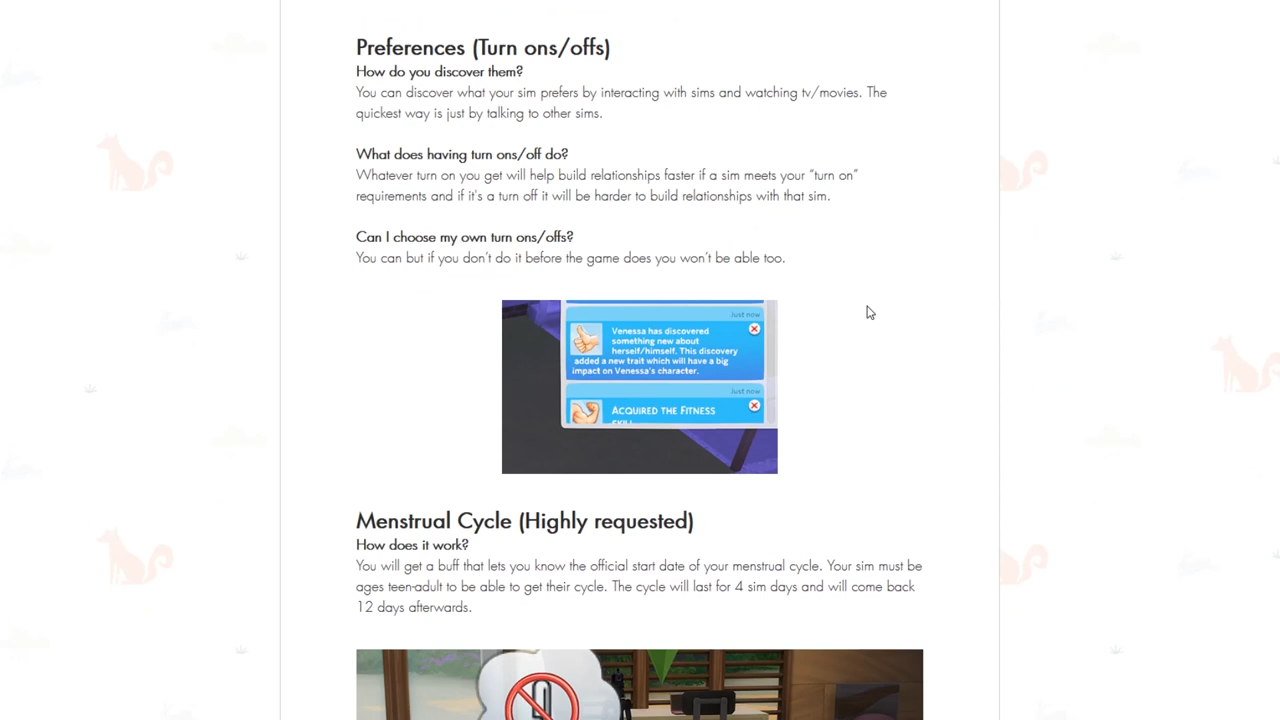 Preferences (Turn ons/offs)
How do you discover them?
You can discover what your sim prefers by interacting with sims and watching tv/movies. The
quickest way is just by talking to other sims.
What does having turn ons/off do?
Whatever turn on you get will help build relationships faster if a sim meets your “turn on”
requirements and if it's a turn off it will be harder to build relationships with that sim.
Can I choose my own turn ons/offs?
You can but if you don't do it before the game does you won't be able too.
Just now
Venessa has discovered
something new about
herself/himself. This discovery
added a new trait which will have a big
impact on Venessa's character.
Just now
Acquired the Fitness
skill
Menstrual Cycle (Highly requested)
How does it work?
You will get a buff that lets you know the official start date of your menstrual cycle. Your sim must be
ages teen-adult to be able to get their cycle. The cycle will last for 4 sim days and will come back
12 days afterwards.